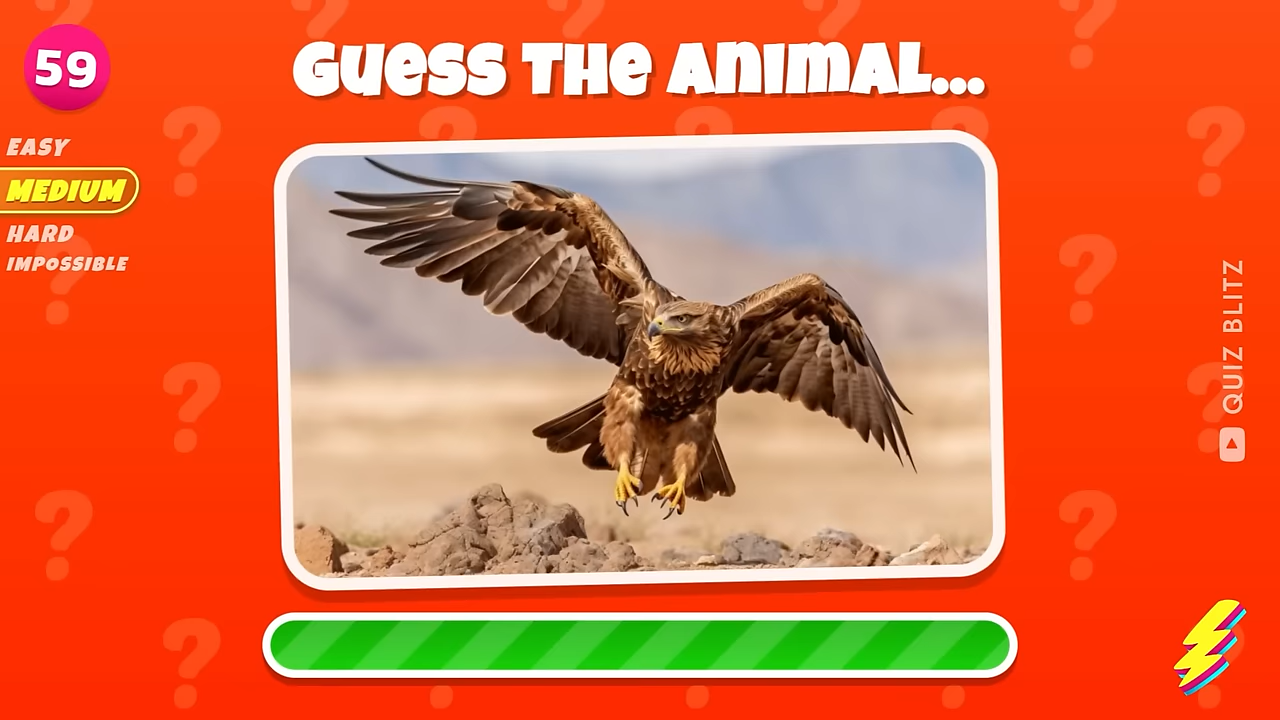 59
GUESS THE ANIMAL...
EASY
MEDIUM
HARD
IMPOSSIBLE
QUIZ BLITZ